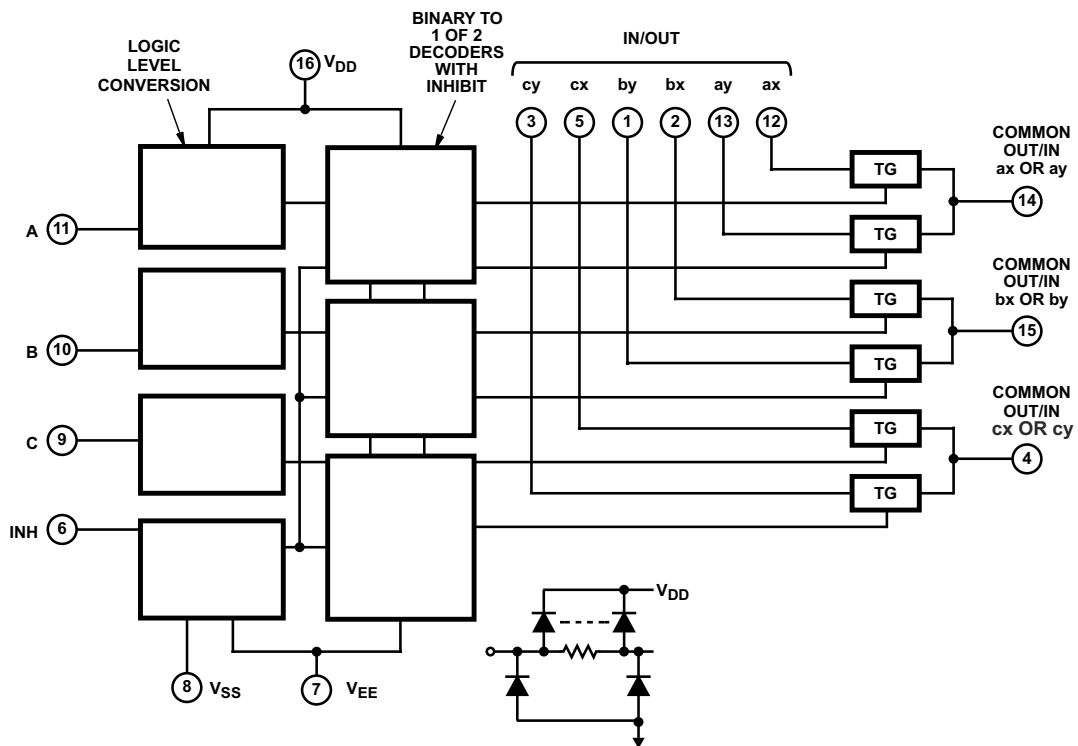 LOGIC
LEVEL
CONVERSION
16 VDD
BINARY TO
1 OF 2
DECODERS
WITH
INHIBIT
IN/OUT
cy cx by bx ay ax
3 5 1 2 13 12
A 11
B 10
C 9
INH 6
8 VSS
7 VEE
TG
TG
TG
TG
TG
TG
COMMON
OUT/IN
ax OR ay
14
COMMON
OUT/IN
bx OR by
15
COMMON
OUT/IN
cx OR cy
4
VDD